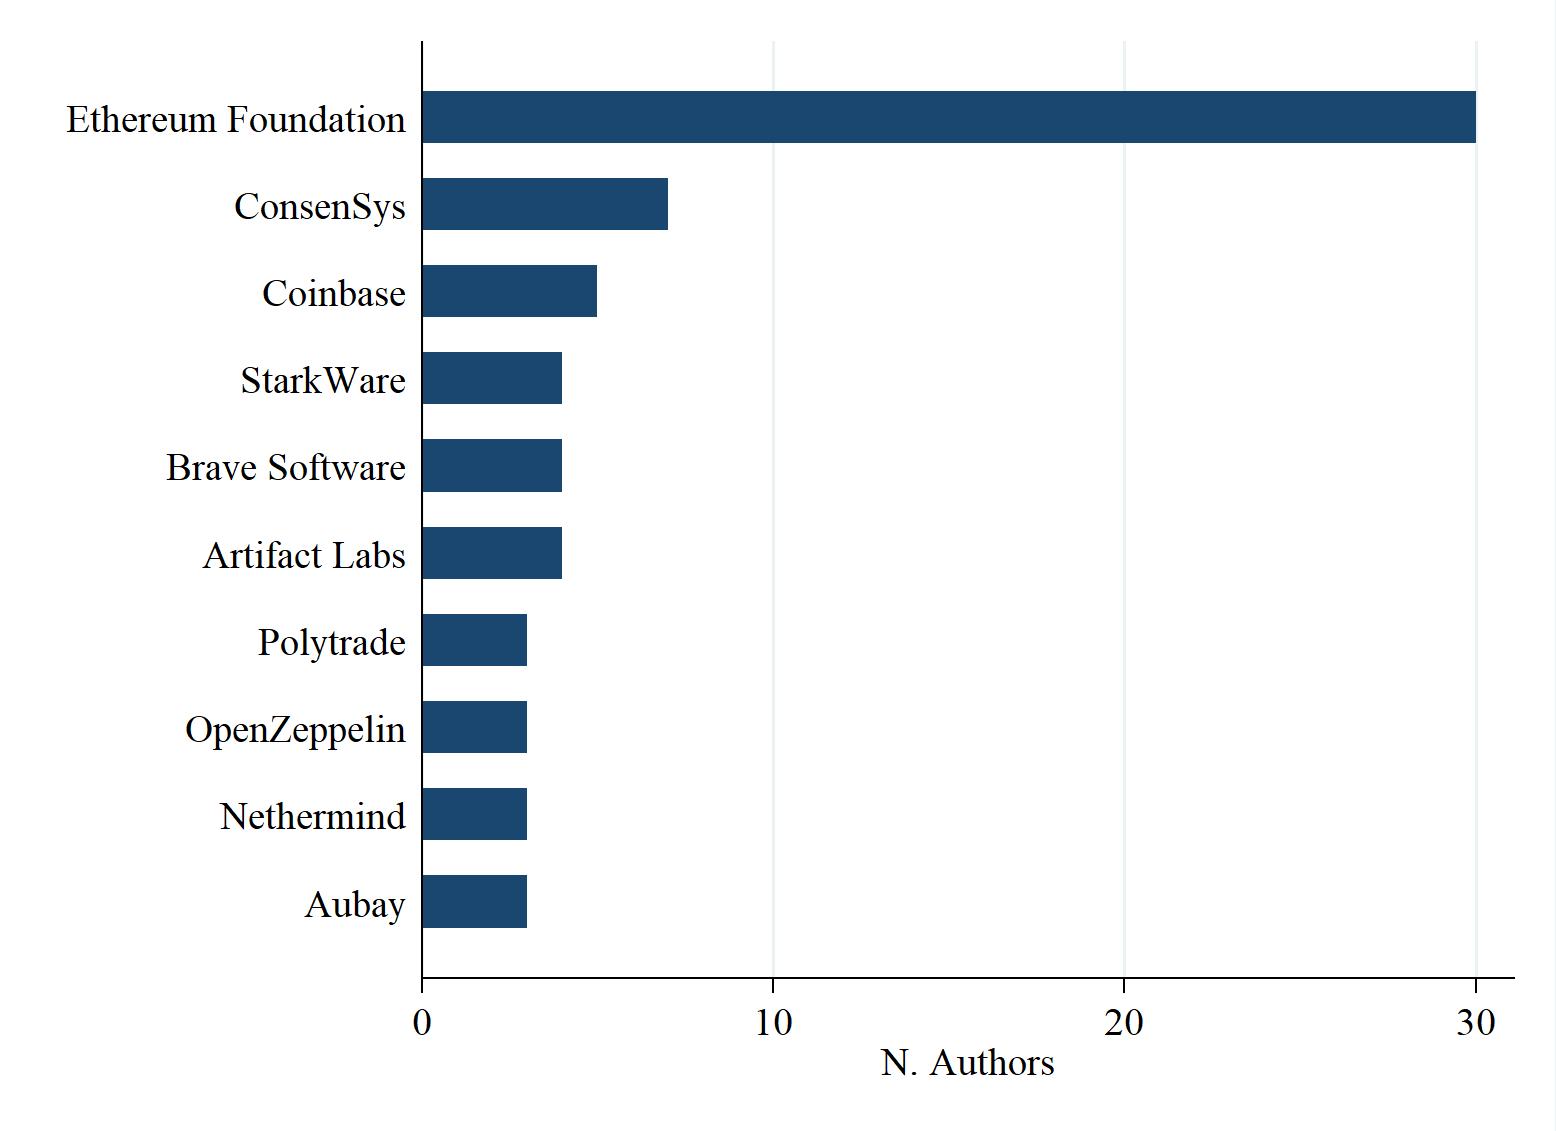 Ethereum Foundation
ConsenSys
Coinbase
StarkWare
Brave Software
Artifact Labs
Polytrade
OpenZeppelin
Nethermind
Aubay
0 10 20 30
N. Authors